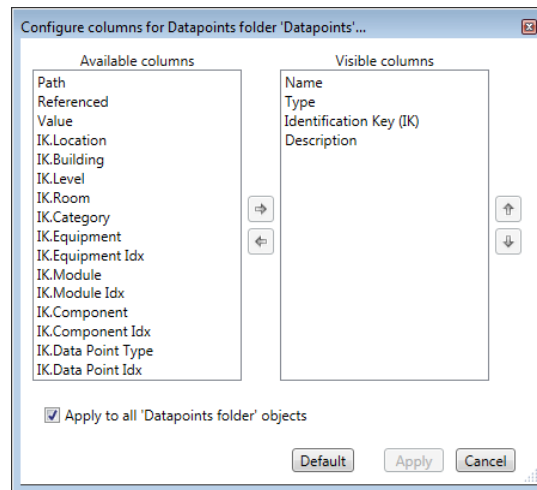 Configure columns for Datapoints folder 'Datapoints'...
Available columns
Path
Referenced
Value
IK.Location
IK.Building
IK.Level
IK.Room
IK.Category
IK.Equipment
IK.Equipment Idx
IK.Module
IK.Module Idx
IK.Component
IK.Component Idx
IK.Data Point Type
IK.Data Point Idx
Visible columns
Name
Type
Identification Key (IK)
Description
Apply to all 'Datapoints folder' objects
Default Apply Cancel